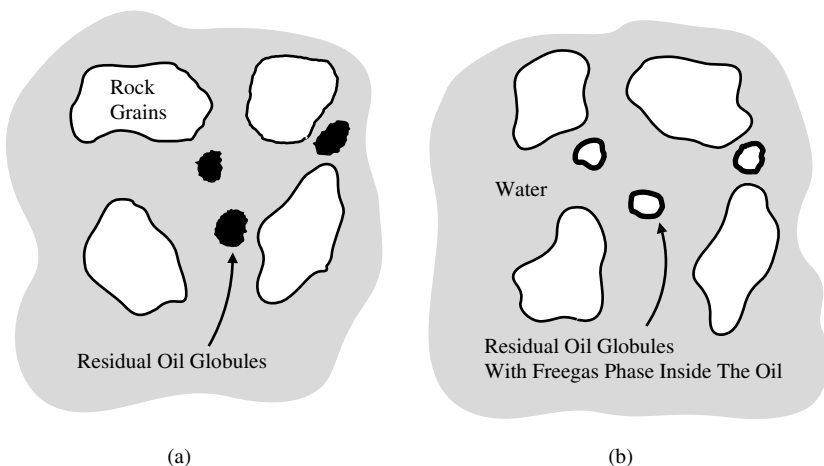 Rock
Grains
Residual Oil Globules
(a)
Water
Residual Oil Globules
With Freegas Phase Inside The Oil
(b)